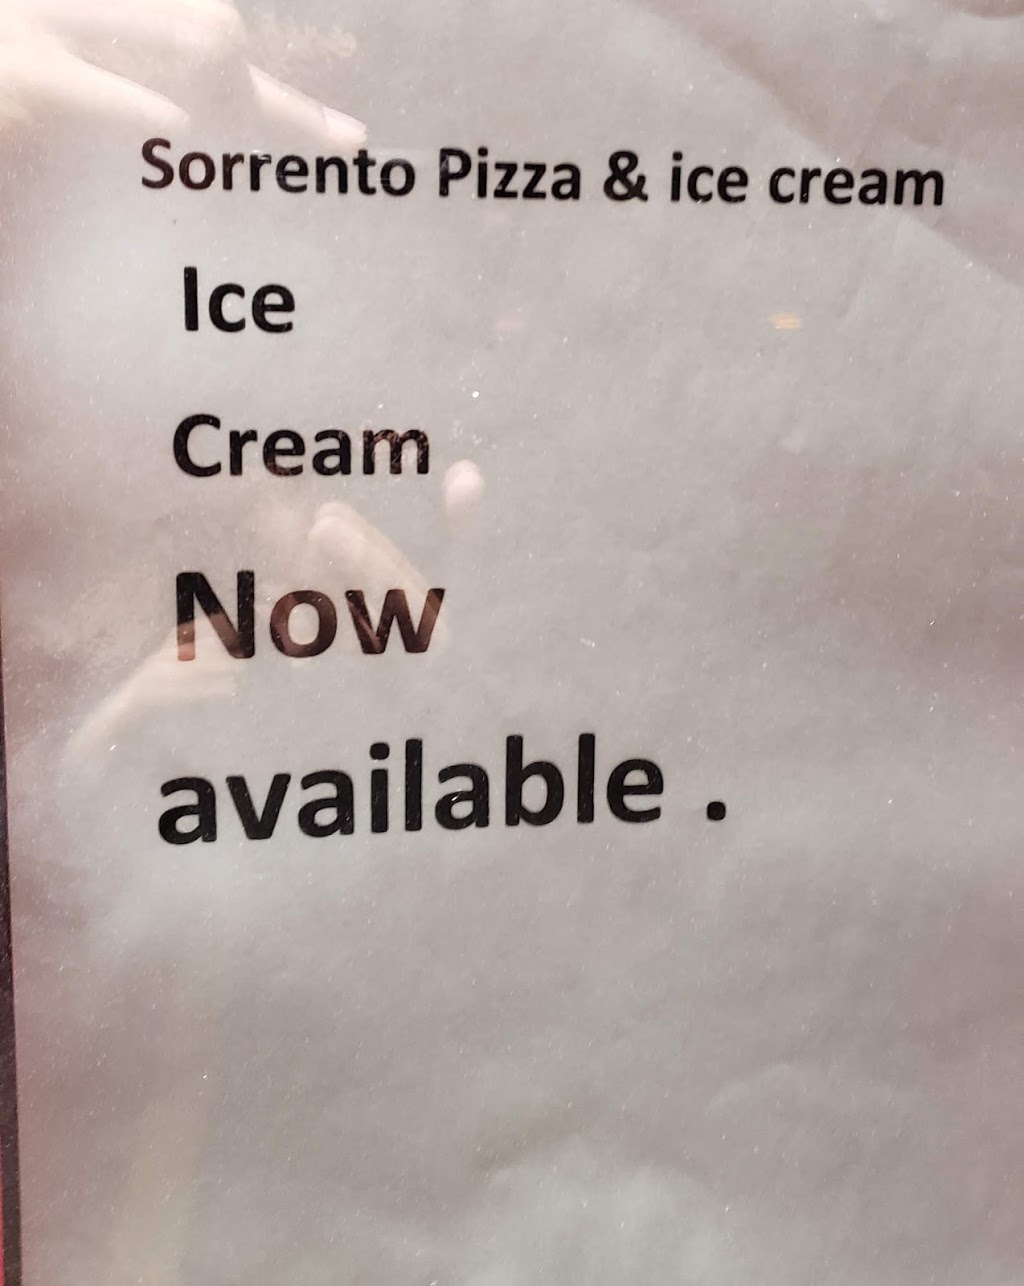 Sorrento Pizza & ice cream
Ice
Cream
Now
available .